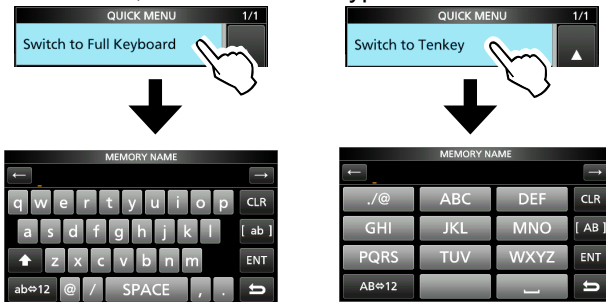 QUICK MENU 1/1
Switch to Full Keyboard
QUICK MENU 1/1
Switch to Tenkey ▲
MEMORY NAME
← →
q w e r t y u i o p CLR
a s d f g h j k l [ ab ]
z x c v b n m ENT
ab⇔12 @ / SPACE , .
MEMORY NAME
← →
./@ ABC DEF CLR
GHI JKL MNO [ AB ]
PQRS TUV WXYZ ENT
AB⇔12